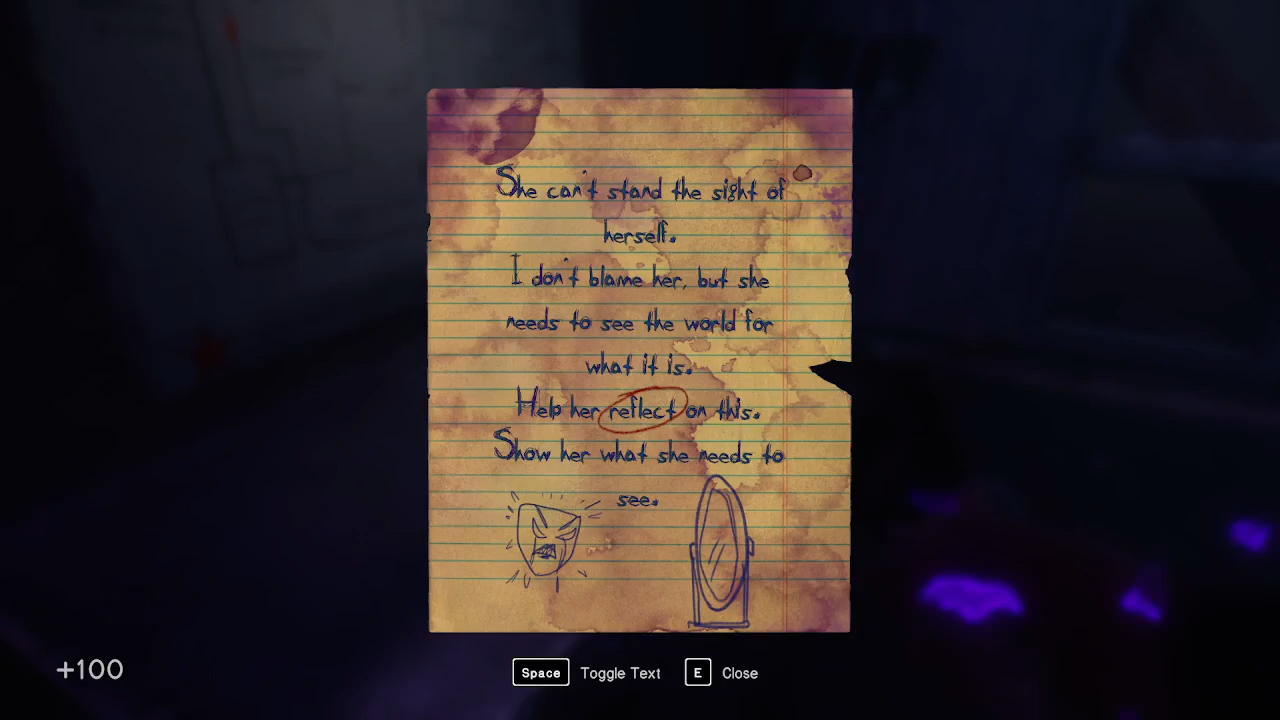 She can't stand the sight of
herself.
I don't blame her, but she
needs to see the world for
what it is.
Help her reflect on this.
Show her what she needs to
see.
+100
Space Toggle Text E Close